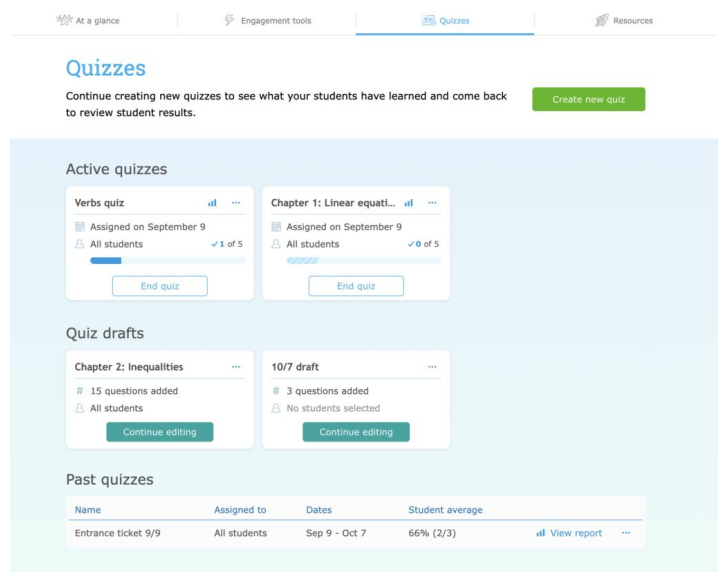 At a glance
Engagement tools
Quizzes
Resources
Quizzes
Continue creating new quizzes to see what your students have learned and come back
to review student results.
Create new quiz
Active quizzes
Verbs quiz ...
Assigned on September 9
All students ✓1 of 5
End quiz
Chapter 1: Linear equati... ...
Assigned on September 9
All students ✓0 of 5
End quiz
Quiz drafts
Chapter 2: Inequalities ...
# 15 questions added
All students
Continue editing
10/7 draft ...
# 3 questions added
No students selected
Continue editing
Past quizzes
Name Assigned to Dates Student average
Entrance ticket 9/9 All students Sep 9 - Oct 7 66% (2/3) View report ...